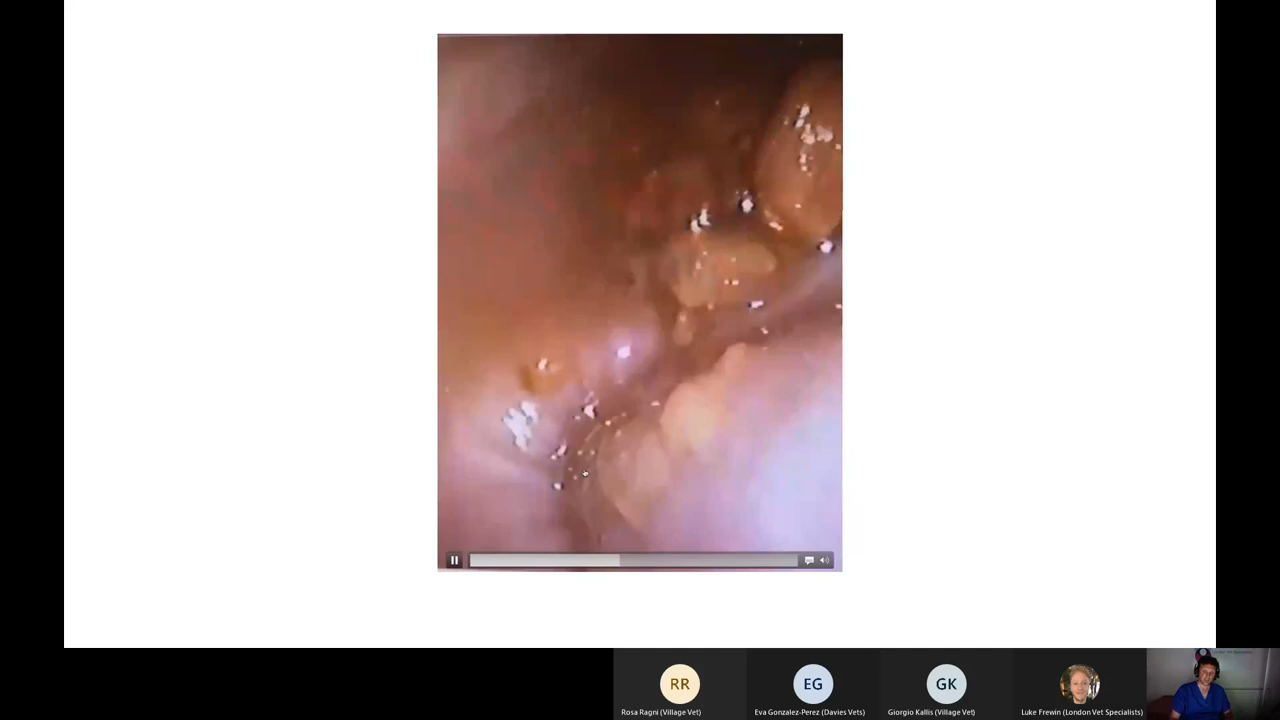 RR
EG
GK
Rosa Ragni (Village Vet)
Eva Gonzalez-Perez (Davies Vets)
Giorgio Kallis (Village Vet)
Luke Frewin (London Vet Specialists)